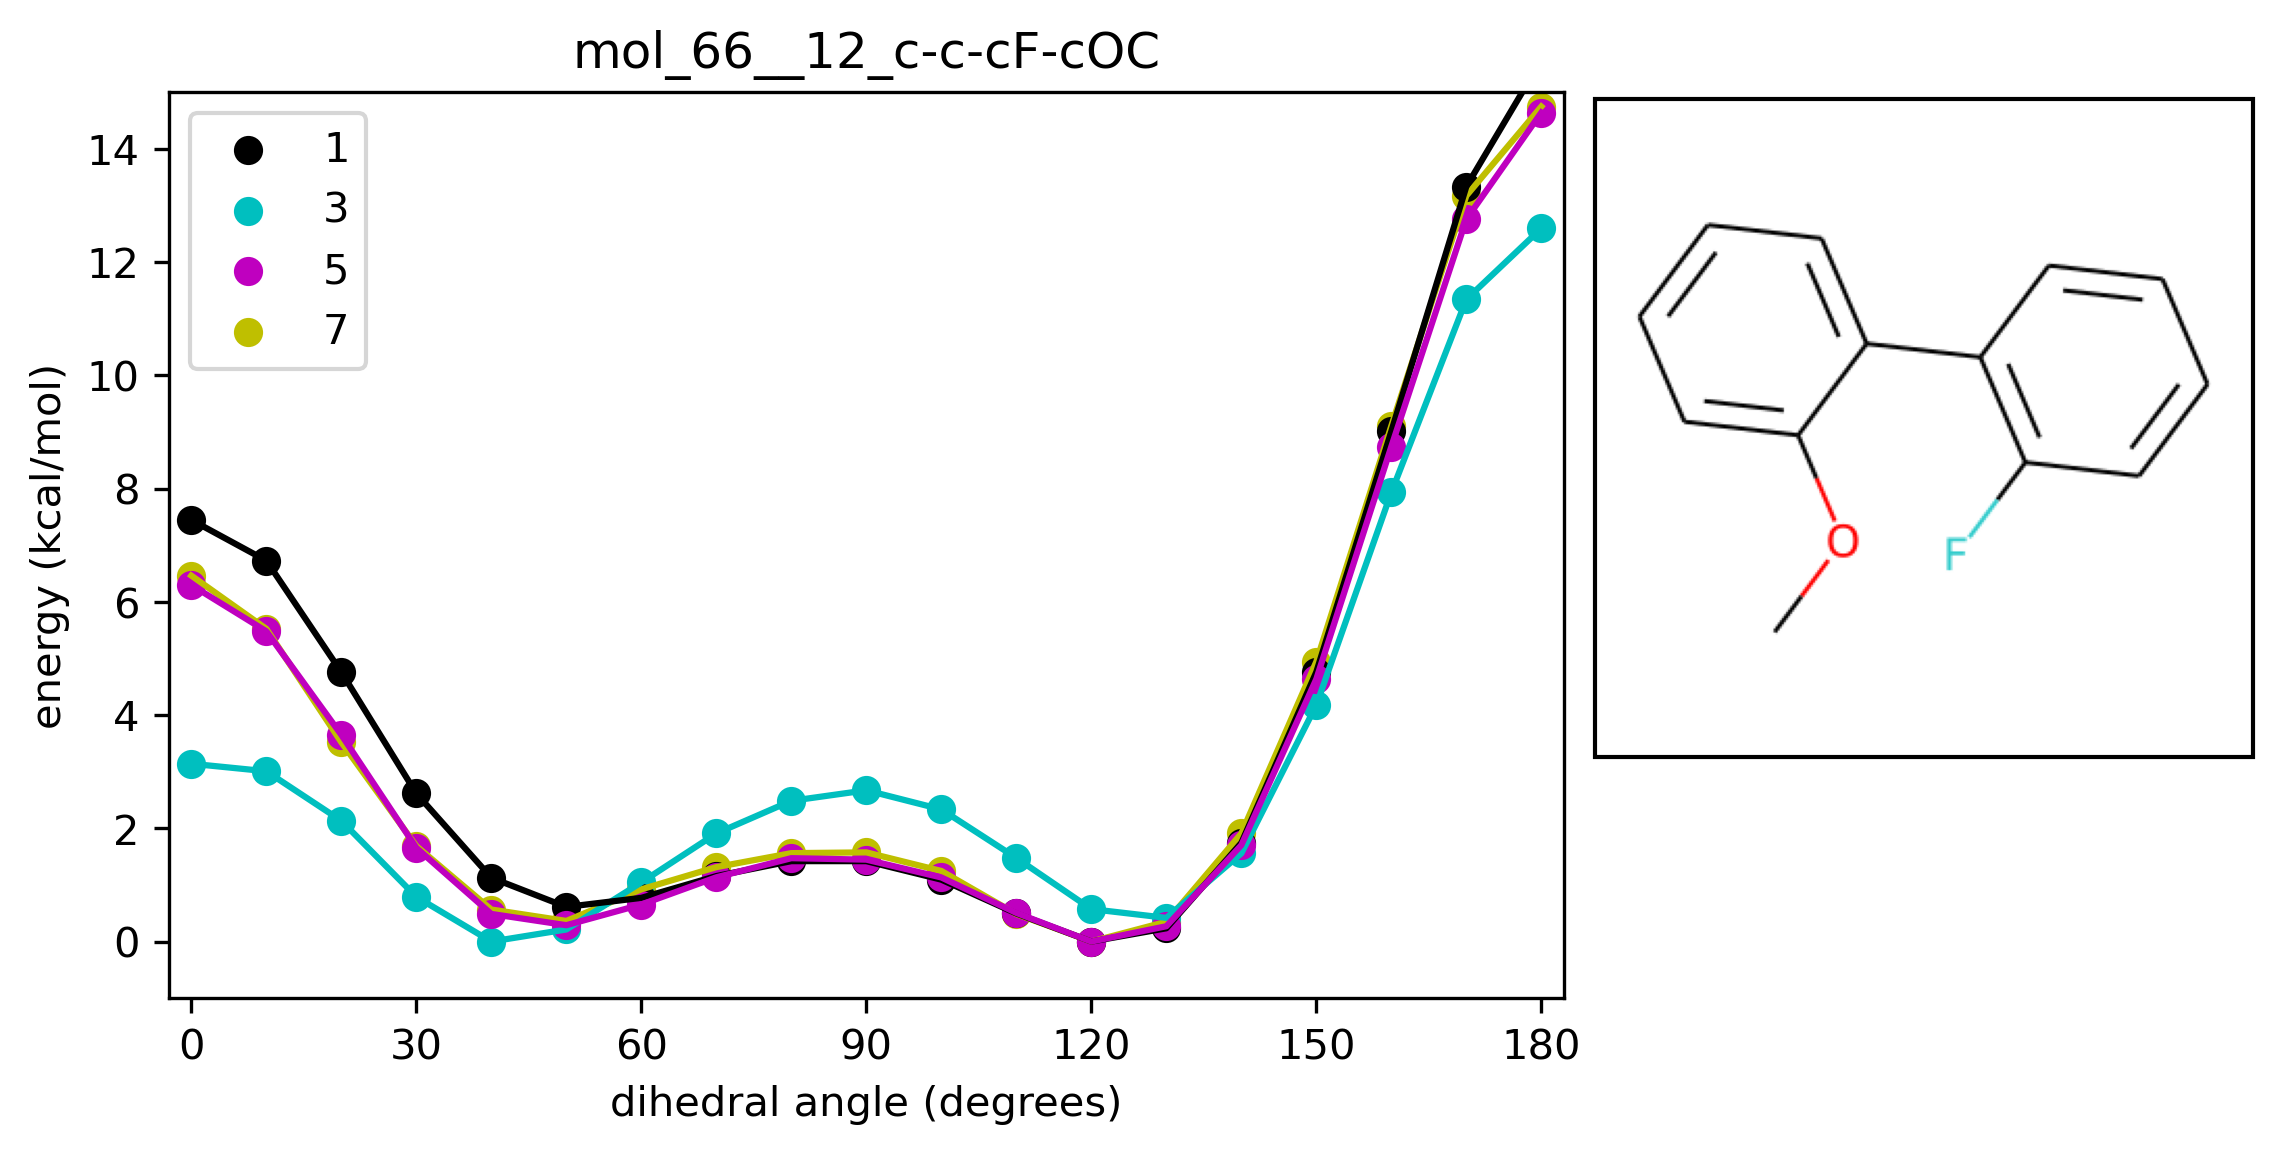 mol_66__12_c-c-cF-cOC
1
3
5
7
14
12
10
8
6
4
2
0
energy (kcal/mol)
0 30 60 90 120 150 180
dihedral angle (degrees)
O
F